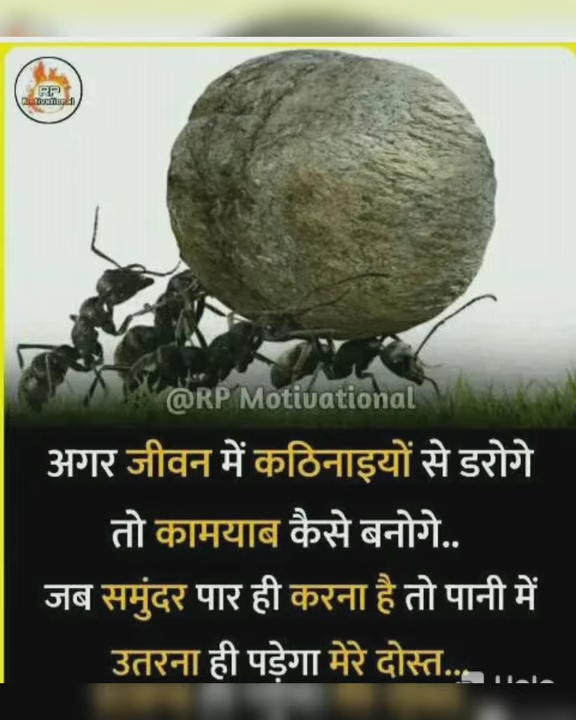 RP
Motivational
@RP Motivational
अगर जीवन में कठिनाइयों से डरोगे
तो कामयाब कैसे बनोगे..
जब समुंदर पार ही करना है तो पानी में
उतरना ही पड़ेगा मेरे दोस्त...